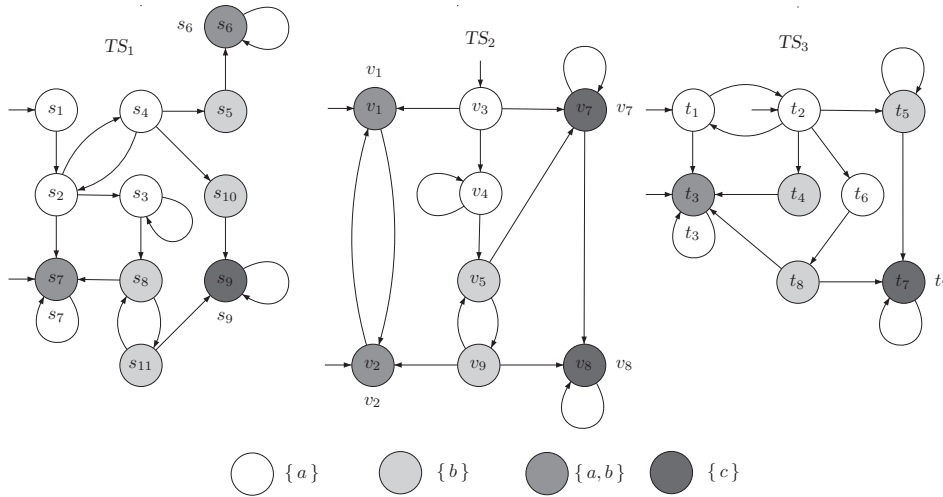 TS₁
TS₂
TS₃
s₆
s₆
s₁
s₄
s₅
s₂
s₃
s₁₀
s₇
s₈
s₉
s₇
s₉
s₁₁
v₁
v₁
v₃
v₇
v₇
v₄
v₅
v₂
v₉
v₈
v₈
v₂
t₁
t₂
t₅
t₃
t₄
t₆
t₃
t₈
t₇
{a}
{b}
{a, b}
{c}